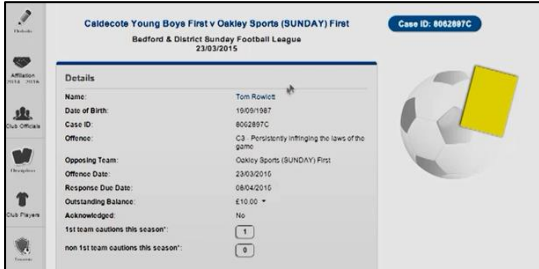 Caldecote Young Boys First v Oakley Sports (SUNDAY) First
Case ID: 8062897C
Bedford & District Sunday Football League
23/03/2015
Affiliation
2014 - 2015
Club Officials
Club Players
Details
Name: Tom Rowlett
Date of Birth: 19/09/1987
Case ID: 8062897C
Offence: C3 - Persistently infringing the laws of the
game
Opposing Team: Oakley Sports (SUNDAY) First
Offence Date: 23/03/2015
Response Due Date: 08/04/2015
Outstanding Balance: £10.00
Acknowledged: No
1st team cautions this season*: 1
non 1st team cautions this season*: 0